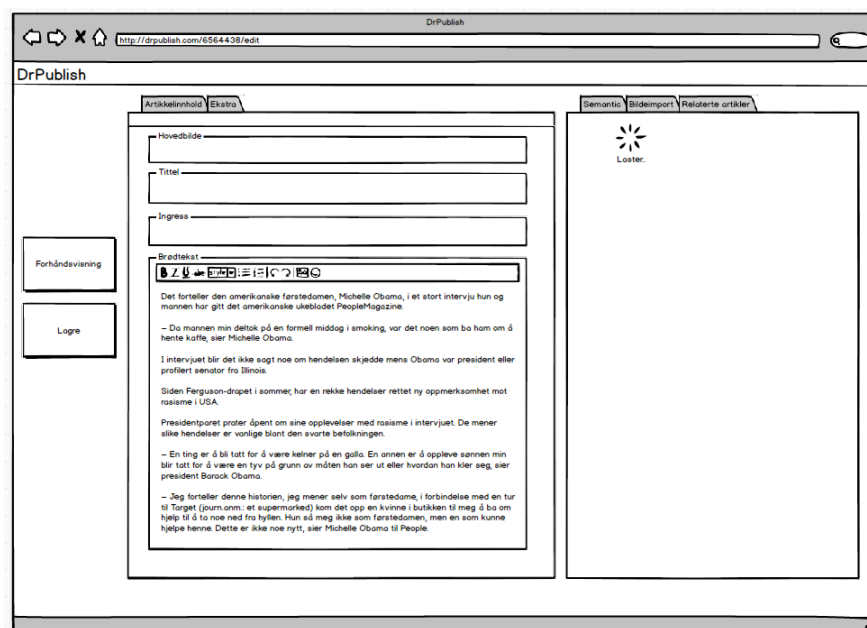 DrPublish
http://drpublish.com/6564438/edit
DrPublish
Artikkelinnhold Ekstra
Semantic Bildeimport Relaterte artikler
Hovedbilde
Laster..
Tittel
Ingress
Forhåndsvisning
Lagre
Brødtekst
B I U abc style
Det forteller den amerikanske førstedamen, Michelle Obama, i et stort intervju hun og
mannen har gitt det amerikanske ukebladet PeopleMagazine.
– Da mannen min deltok på en formell middag i smoking, var det noen som ba ham om å
hente kaffe, sier Michelle Obama.
I intervjuet blir det ikke sagt noe om hendelsen skjedde mens Obama var president eller
profilert senator fra Illinois.
Siden Ferguson-drapet i sommer, har en rekke hendelser rettet ny oppmerksomhet mot
rasisme i USA.
Presidentparet prater åpent om sine opplevelser med rasisme i intervjuet. De mener
slike hendelser er vanlige blant den svarte befolkningen.
– En ting er å bli tatt for å være kelner på en galla. En annen er å oppleve sønnen min
blir tatt for å være en tyv på grunn av måten han ser ut eller hvordan han kler seg, sier
president Barack Obama.
– Jeg forteller denne historien, jeg mener selv som førstedame, i forbindelse med en tur
til Target (journ.anm.: et supermarked) kom det opp en kvinne i butikken til meg å ba om
hjelp til å ta noe ned fra hyllen. Hun så meg ikke som førstedamen, men en som kunne
hjelpe henne. Dette er ikke noe nytt, sier Michelle Obama til People.